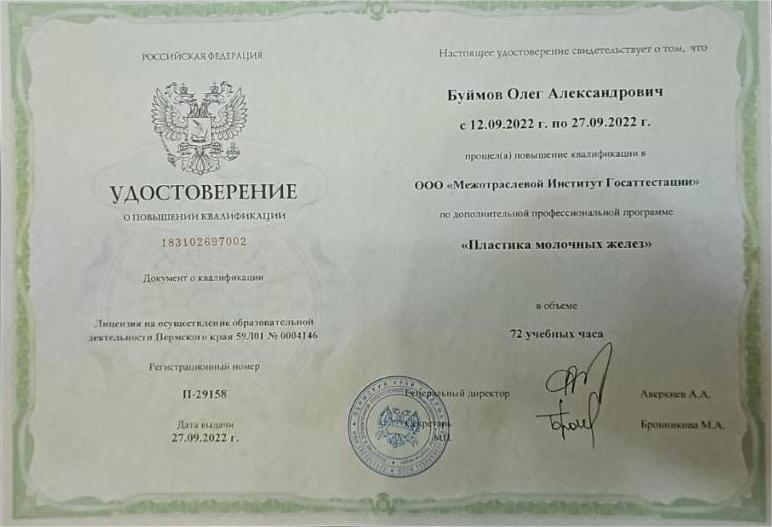 РОССИЙСКАЯ ФЕДЕРАЦИЯ
УДОСТОВЕРЕНИЕ
О ПОВЫШЕНИИ КВАЛИФИКАЦИИ
183102697002
Документ о квалификации
Лицензия на осуществление образовательной
деятельности Пермского края 59Л01 № 0004146
Регистрационный номер
П-29158
Дата выдачи
27.09.2022 г.
Настоящее удостоверение свидетельствует о том, что
Буймов Олег Александрович
с 12.09.2022 г. по 27.09.2022 г.
прошел(а) повышение квалификации в
ООО «Межотраслевой Институт Госаттестации»
по дополнительной профессиональной программе
«Пластика молочных желез»
в объеме
72 учебных часа
Генеральный директор
Аверкиев А.А.
Секретарь
Бронникова М.А.
М.П.